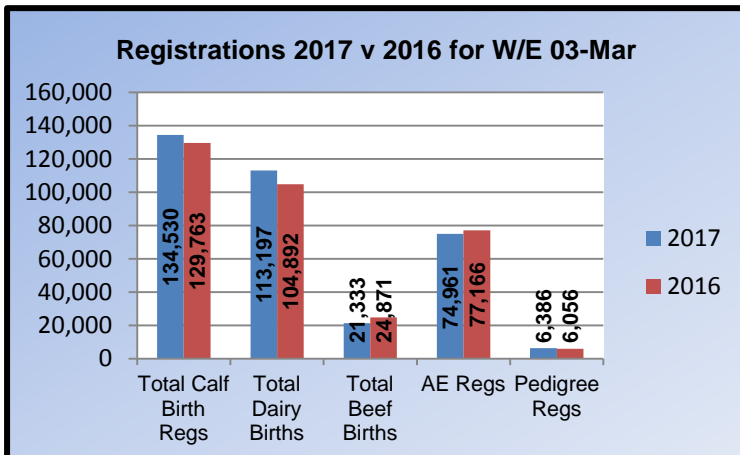 Registrations 2017 v 2016 for W/E 03-Mar
160,000
140,000
120,000
100,000
80,000
60,000
40,000
20,000
0
134,530
129,763
113,197
104,892
21,333
24,871
74,961
77,166
6,386
6,056
Total Calf
Birth
Regs
Total
Dairy
Births
Total
Beef
Births
AE Regs
Pedigree
Regs
2017
2016